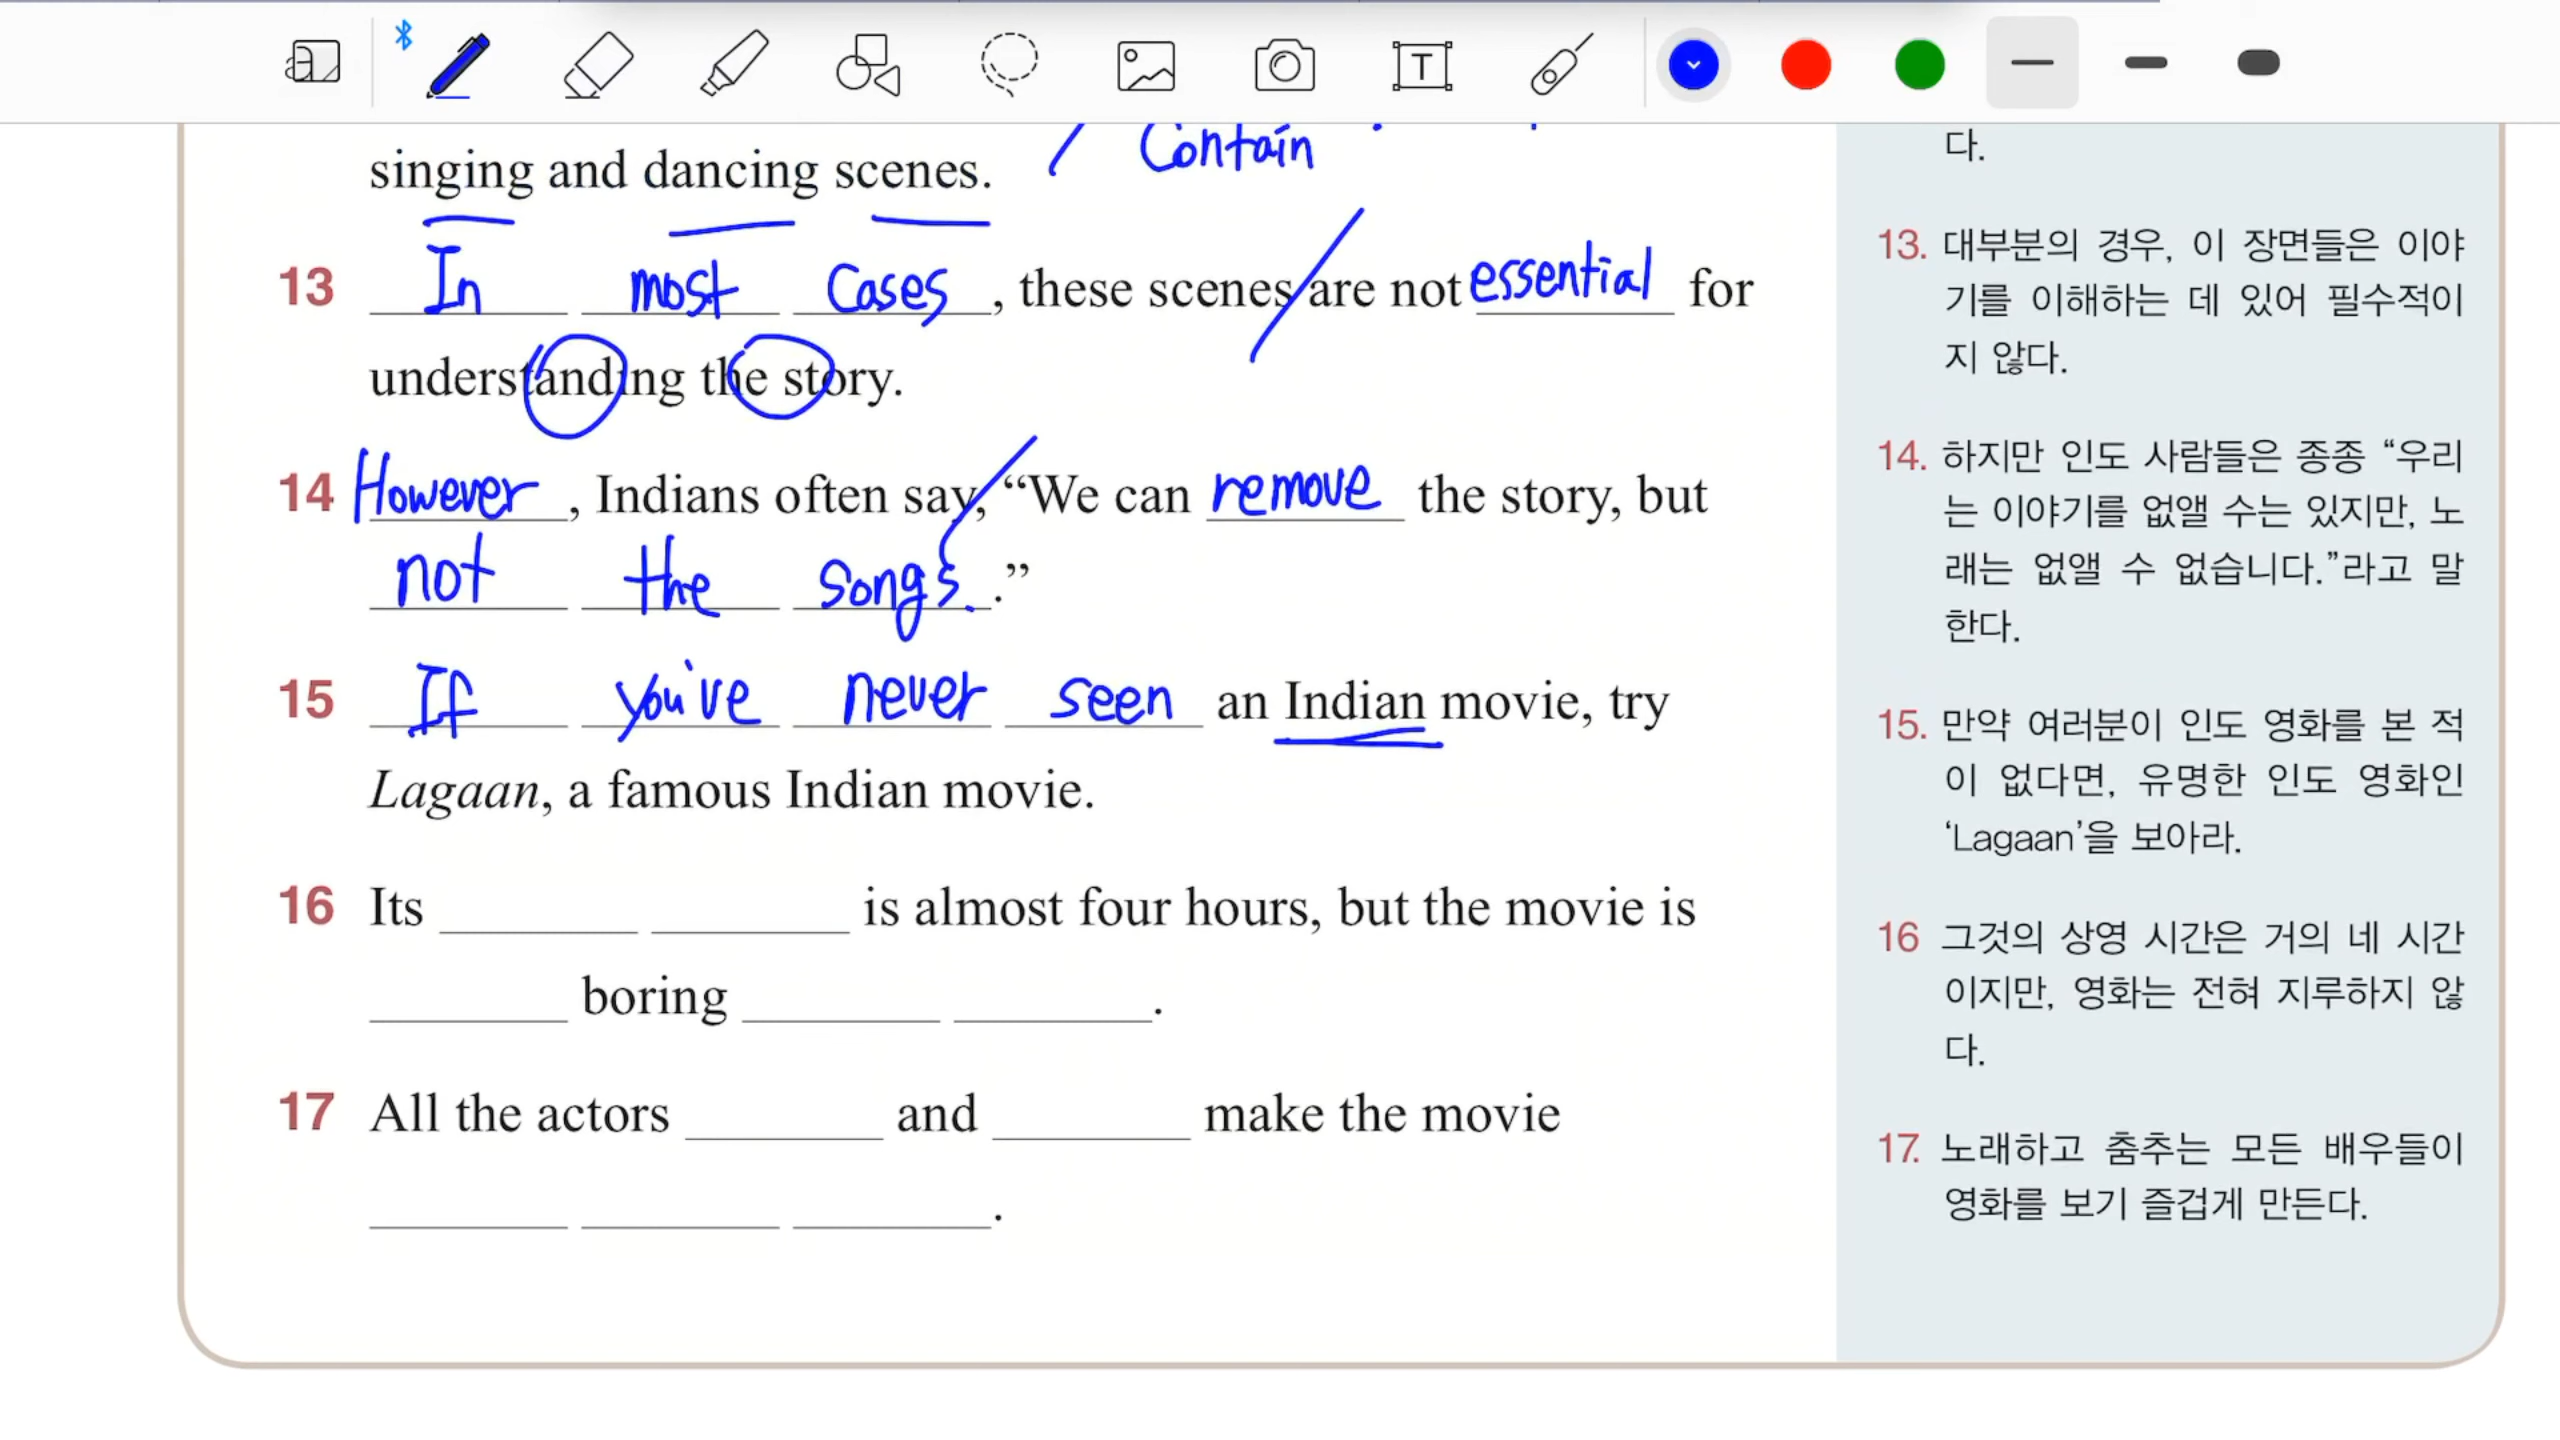 singing and dancing scenes.
Contain
13 In most Cases, these scenes are not essential for
understanding the story.
14 However, Indians often say, “We can remove the story, but
not the songs.”
15 If you've never seen an Indian movie, try
Lagaan, a famous Indian movie.
16 Its ______ ______ is almost four hours, but the movie is
______ boring ______ ______.
17 All the actors ______ and ______ make the movie
______ ______ ______.
다.
13. 대부분의 경우, 이 장면들은 이야
기를 이해하는 데 있어 필수적이
지 않다.
14. 하지만 인도 사람들은 종종 “우리
는 이야기를 없앨 수는 있지만, 노
래는 없앨 수 없습니다.”라고 말
한다.
15. 만약 여러분이 인도 영화를 본 적
이 없다면, 유명한 인도 영화인
‘Lagaan’을 보아라.
16 그것의 상영 시간은 거의 네 시간
이지만, 영화는 전혀 지루하지 않
다.
17. 노래하고 춤추는 모든 배우들이
영화를 보기 즐겁게 만든다.